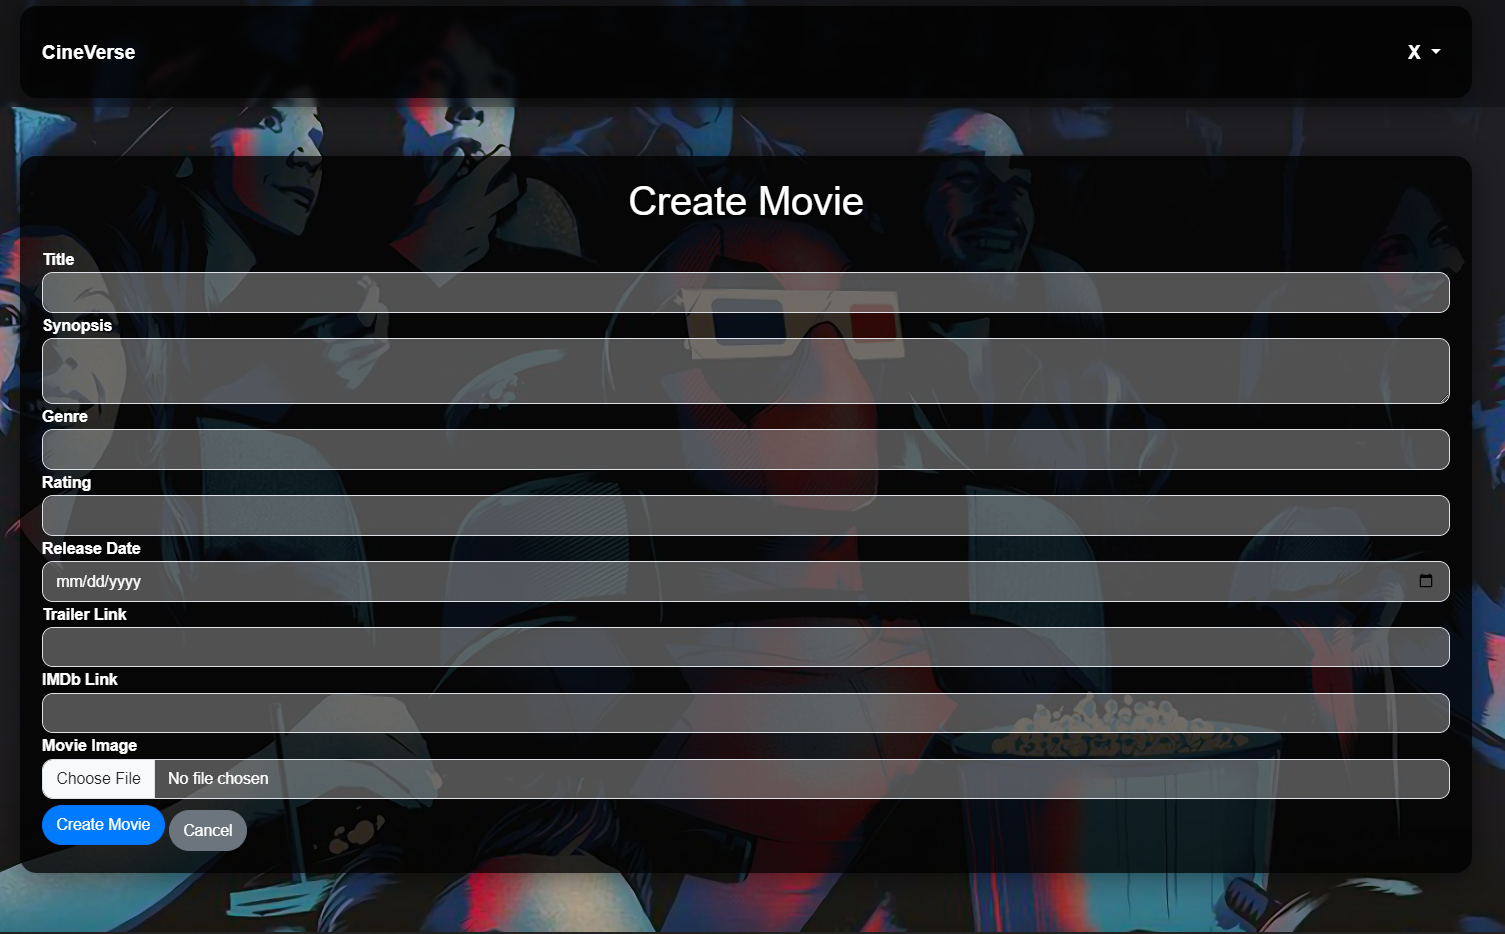 CineVerse
X
Create Movie
Title
Synopsis
Genre
Rating
Release Date
mm/dd/yyyy
Trailer Link
IMDb Link
Movie Image
Choose File No file chosen
Create Movie Cancel